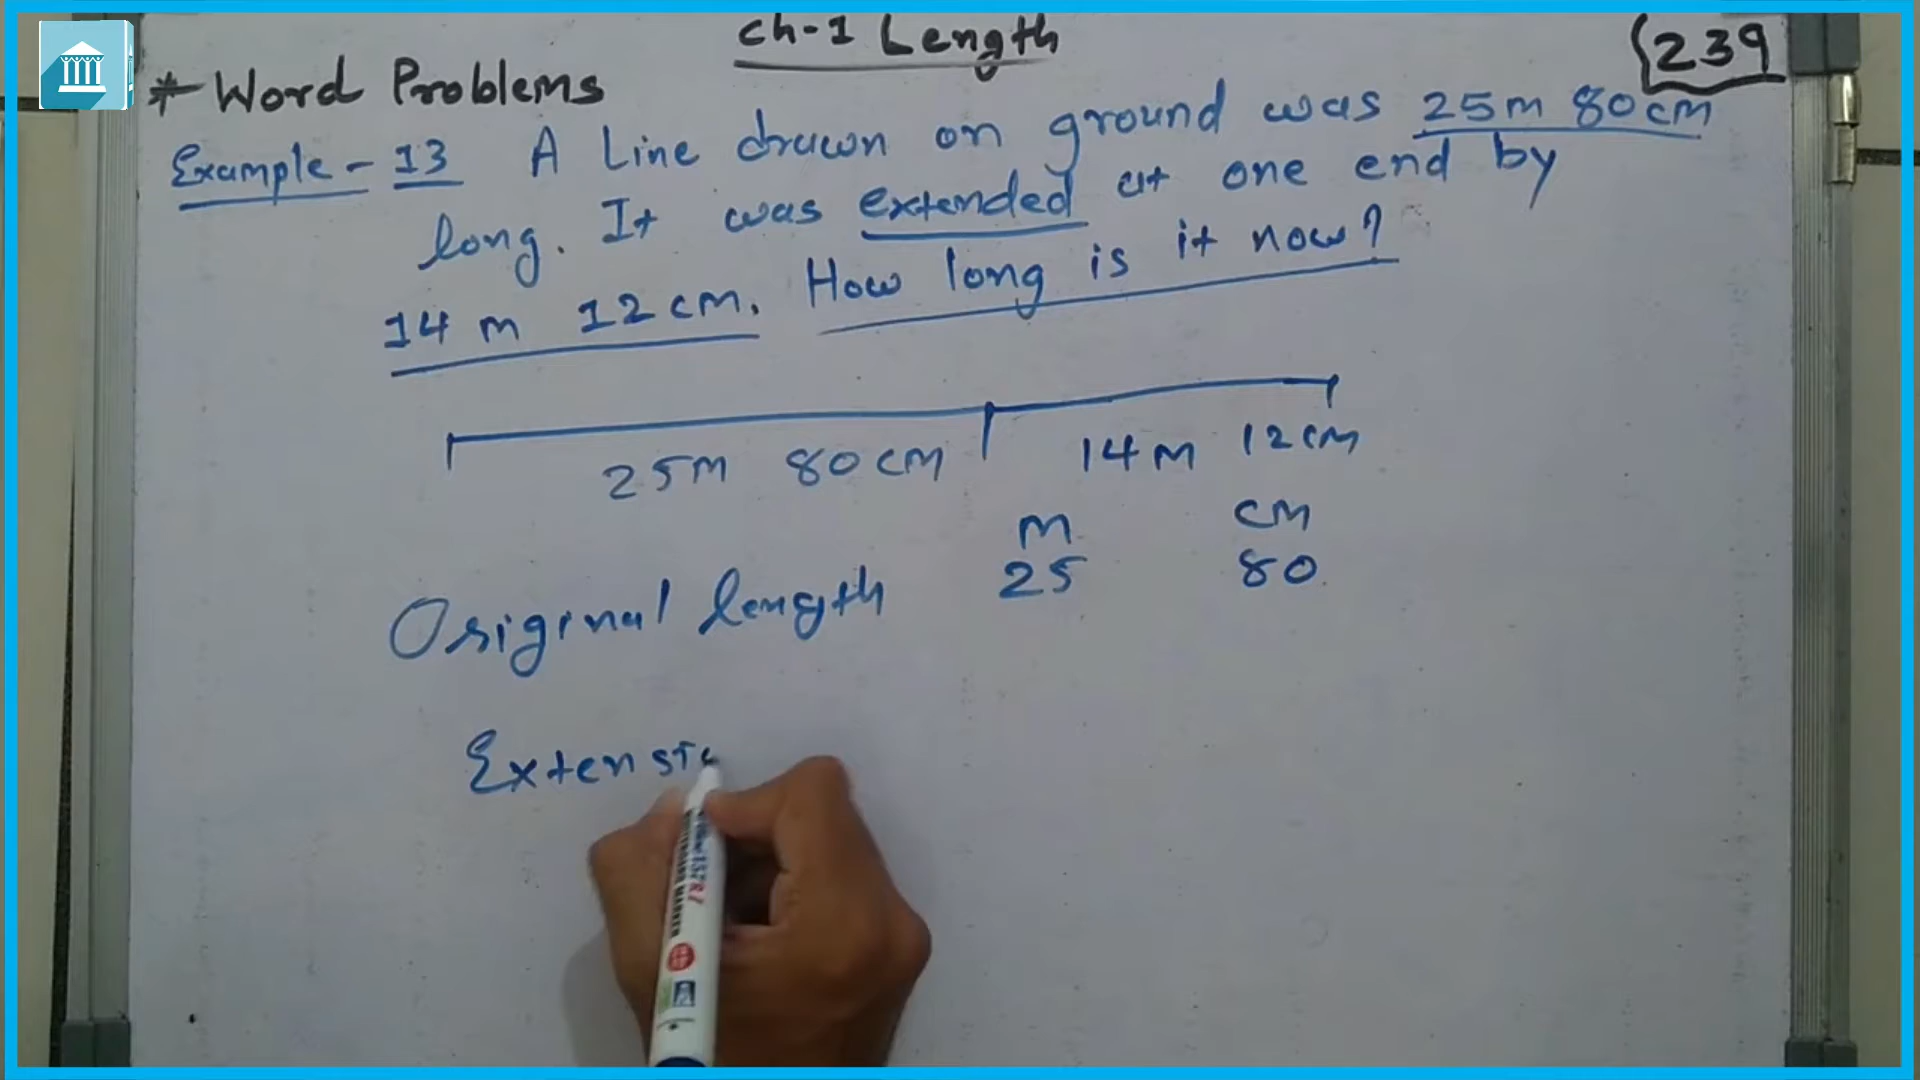 ch-1 Length
239
* Word Problems
Example - 13 A Line drawn on ground was 25m 80cm
long. It was extended at one end by
14 m 12 cm. How long is it now?
25m 80cm 14m 12cm
m cm
Original length 25 80
Extensio